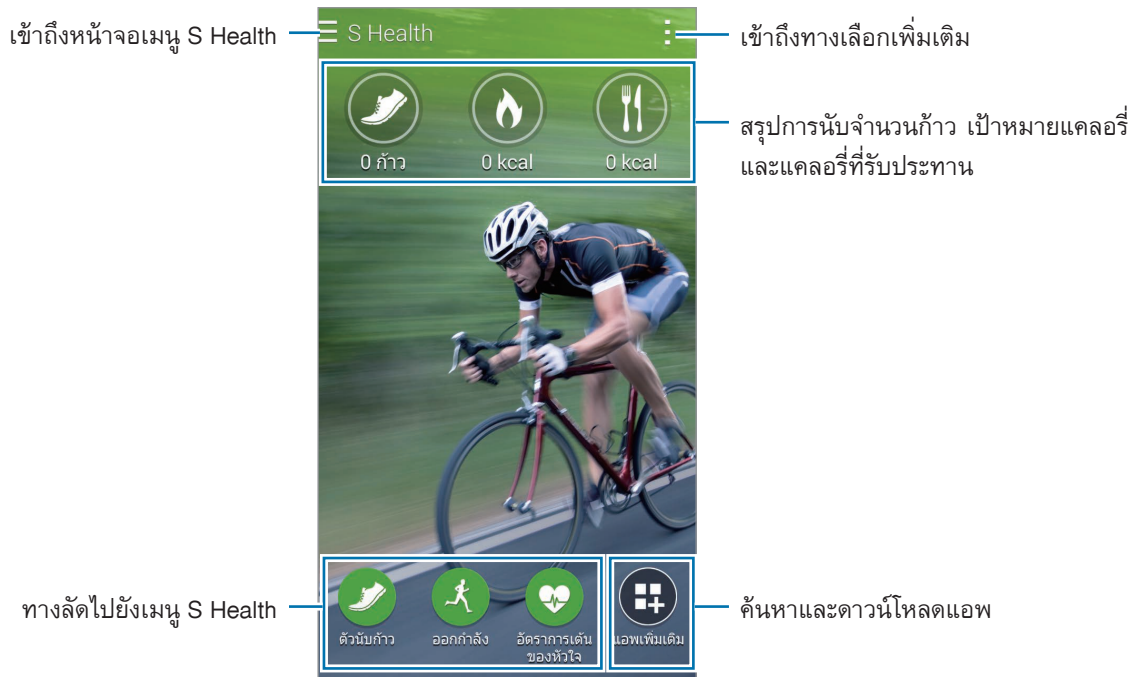 เข้าถึงหน้าจอเมนู S Health
S Health
เข้าถึงทางเลือกเพิ่มเติม
0 ก้าว
0 kcal
0 kcal
สรุปการนับจำนวนก้าว เป้าหมายแคลอรี่
และแคลอรี่ที่รับประทาน
ทางลัดไปยังเมนู S Health
ตัวนับก้าว
ออกกำลัง
อัตราการเต้น
ของหัวใจ
แอพเพิ่มเติม
ค้นหาและดาวน์โหลดแอพ